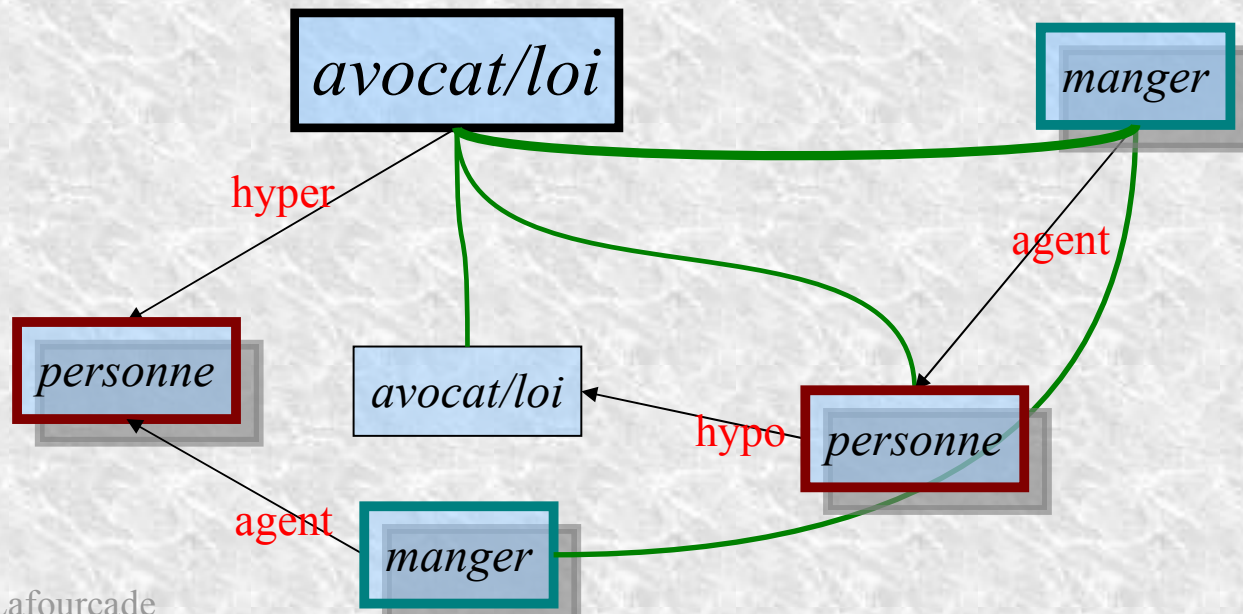 avocat/loi
manger
hyper
agent
personne
avocat/loi
hypo
personne
agent
manger
afourcade